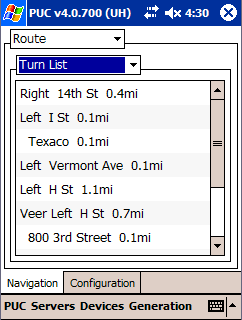 PUC v4.0.700 (UH) 4:30
Route
Turn List
Right 14th St 0.4mi
Left I St 0.1mi
Texaco 0.1mi
Left Vermont Ave 0.1mi
Left H St 1.1mi
Veer Left H St 0.7mi
800 3rd Street 0.1mi
Navigation Configuration
PUC Servers Devices Generation